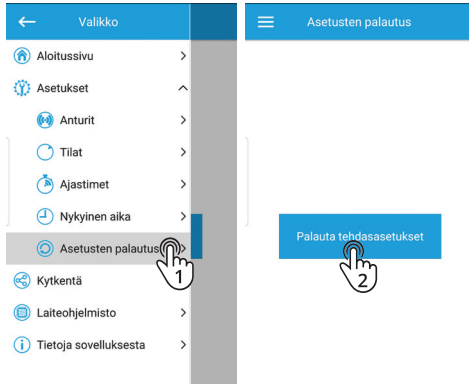 Valikko
Aloitussivu
Asetukset
Anturit
Tilat
Ajastimet
Nykyinen aika
Asetusten palautus
1
Kytkentä
Laiteohjelmisto
Tietoja sovelluksesta
Asetusten palautus
Palauta tehdasasetukset
2